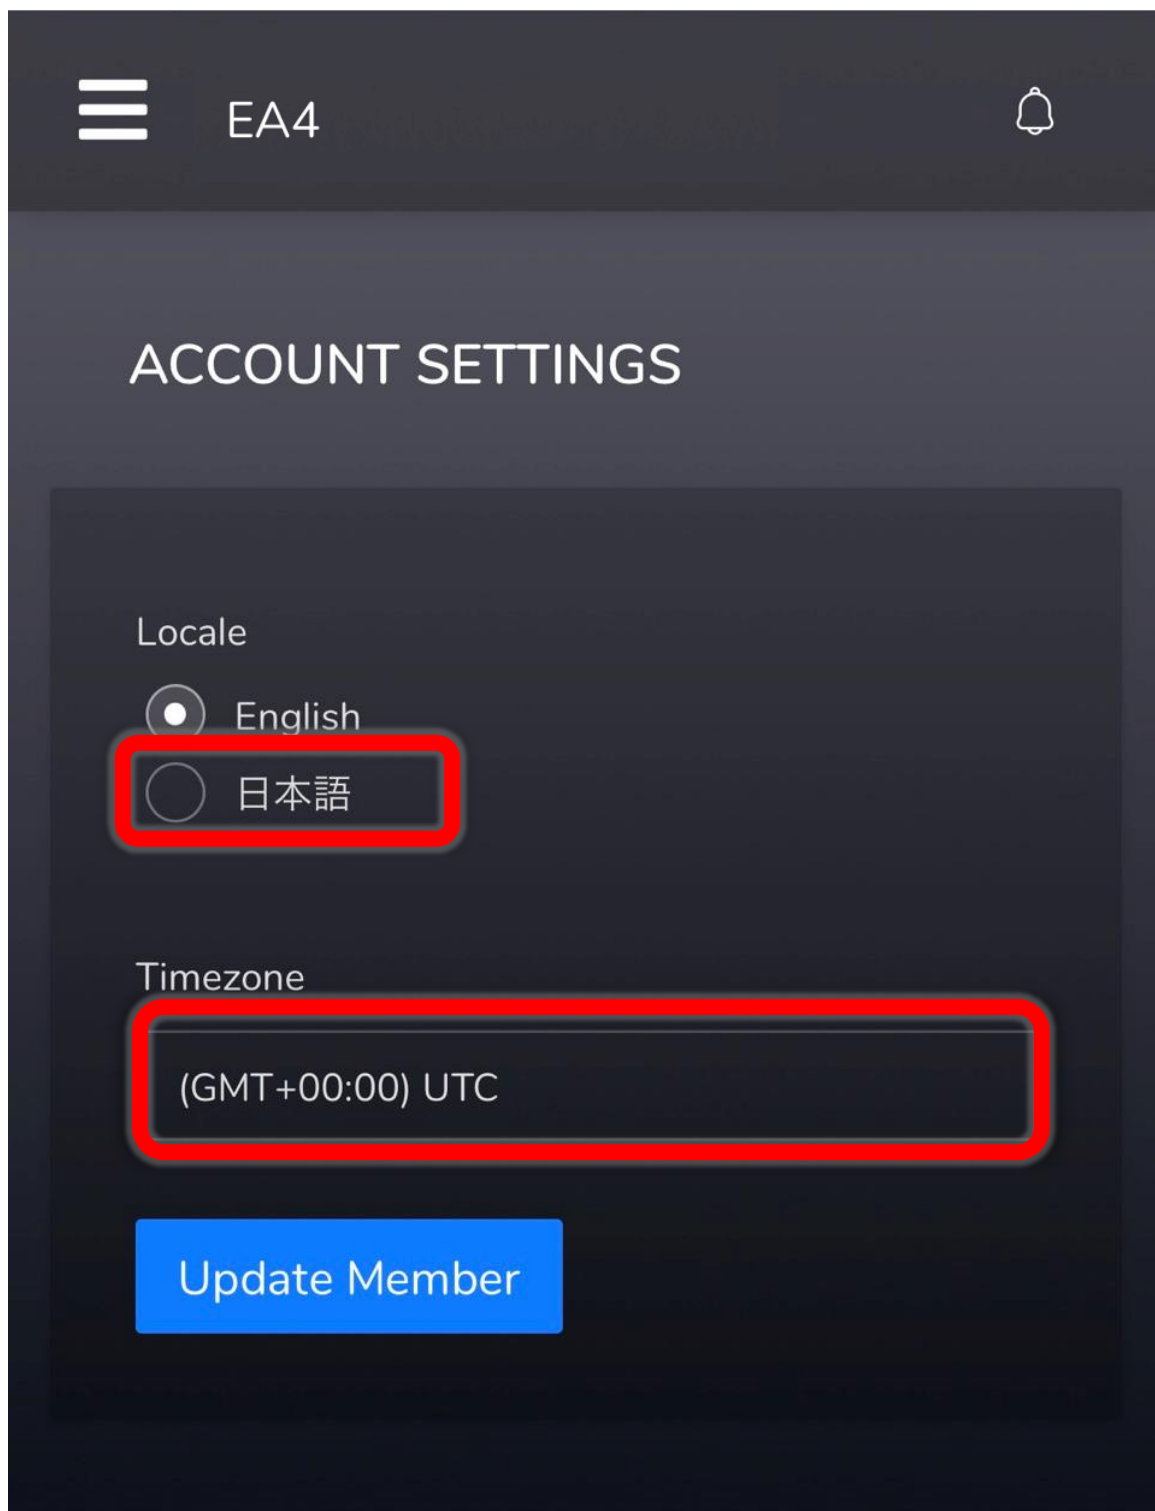 EA4
ACCOUNT SETTINGS
Locale
English
日本語
Timezone
(GMT+00:00) UTC
Update Member